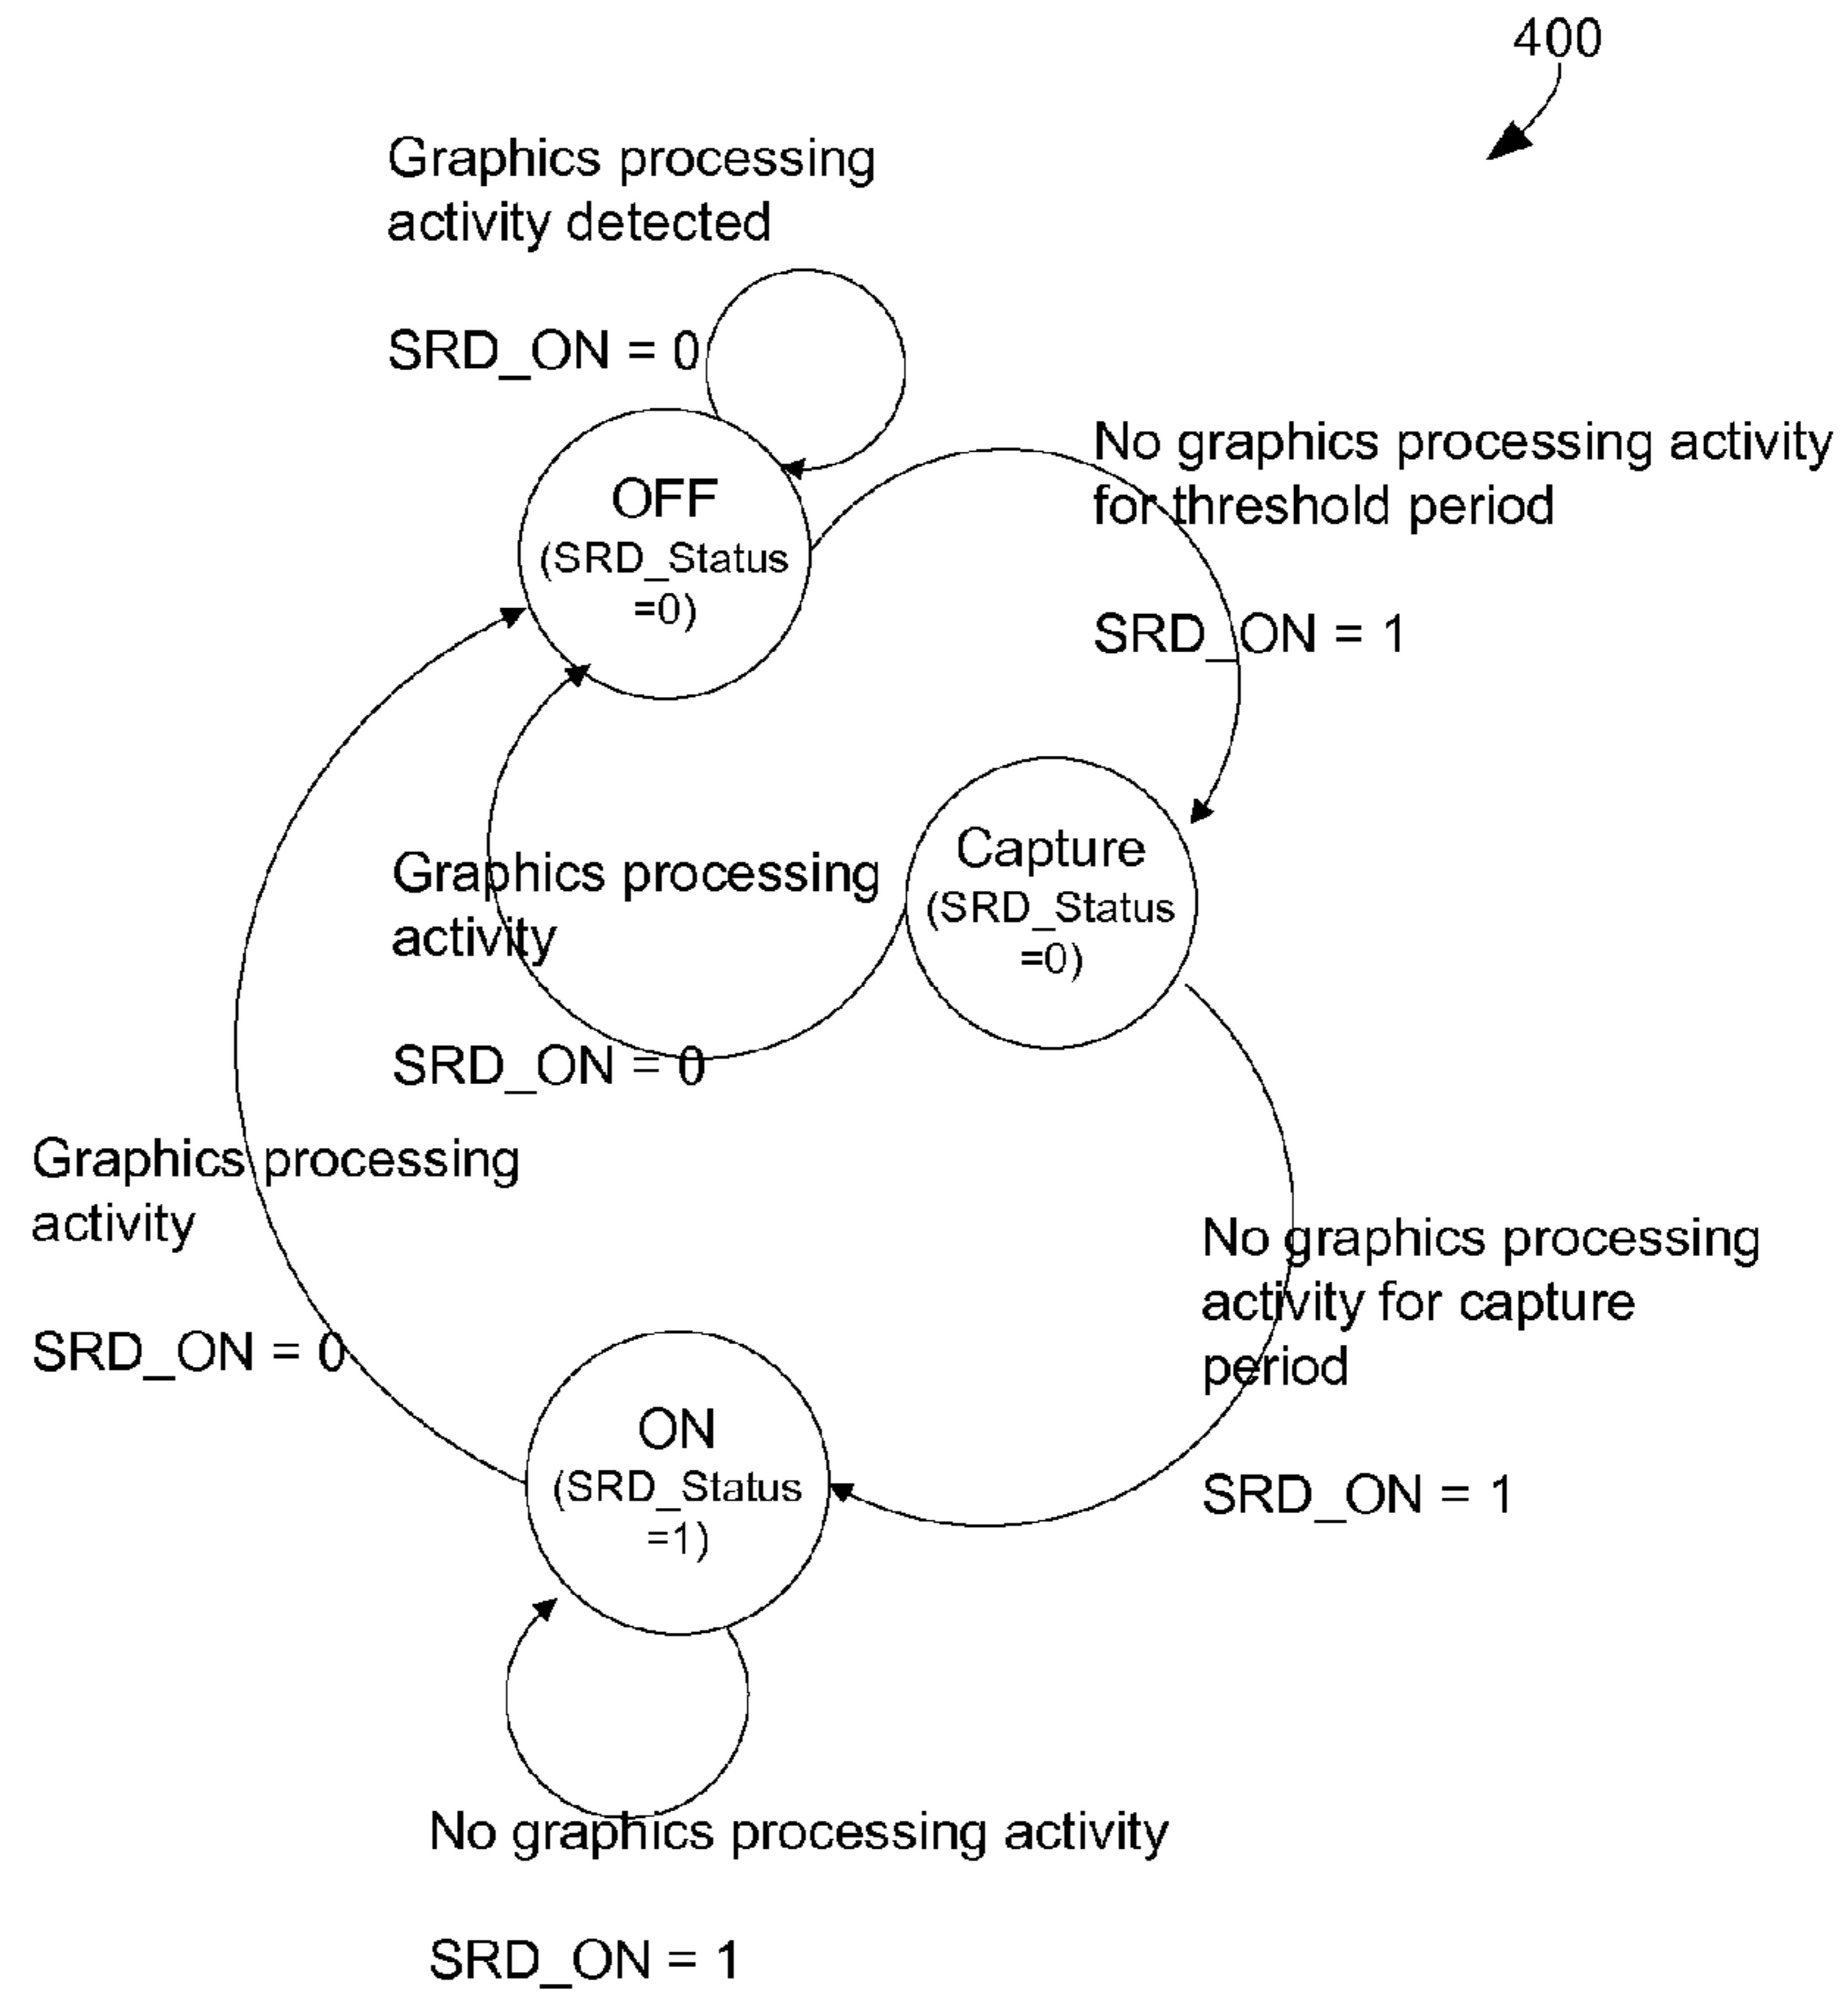 400
Graphics processing
activity detected
SRD_ON = 0
OFF
(SRD_Status
=0)
No graphics processing activity
for threshold period
SRD_ON = 1
Capture
(SRD_Status
=0)
Graphics processing
activity
SRD_ON = 0
Graphics processing
activity
SRD_ON = 0
No graphics processing
activity for capture
period
SRD_ON = 1
ON
(SRD_Status
=1)
No graphics processing activity
SRD_ON = 1